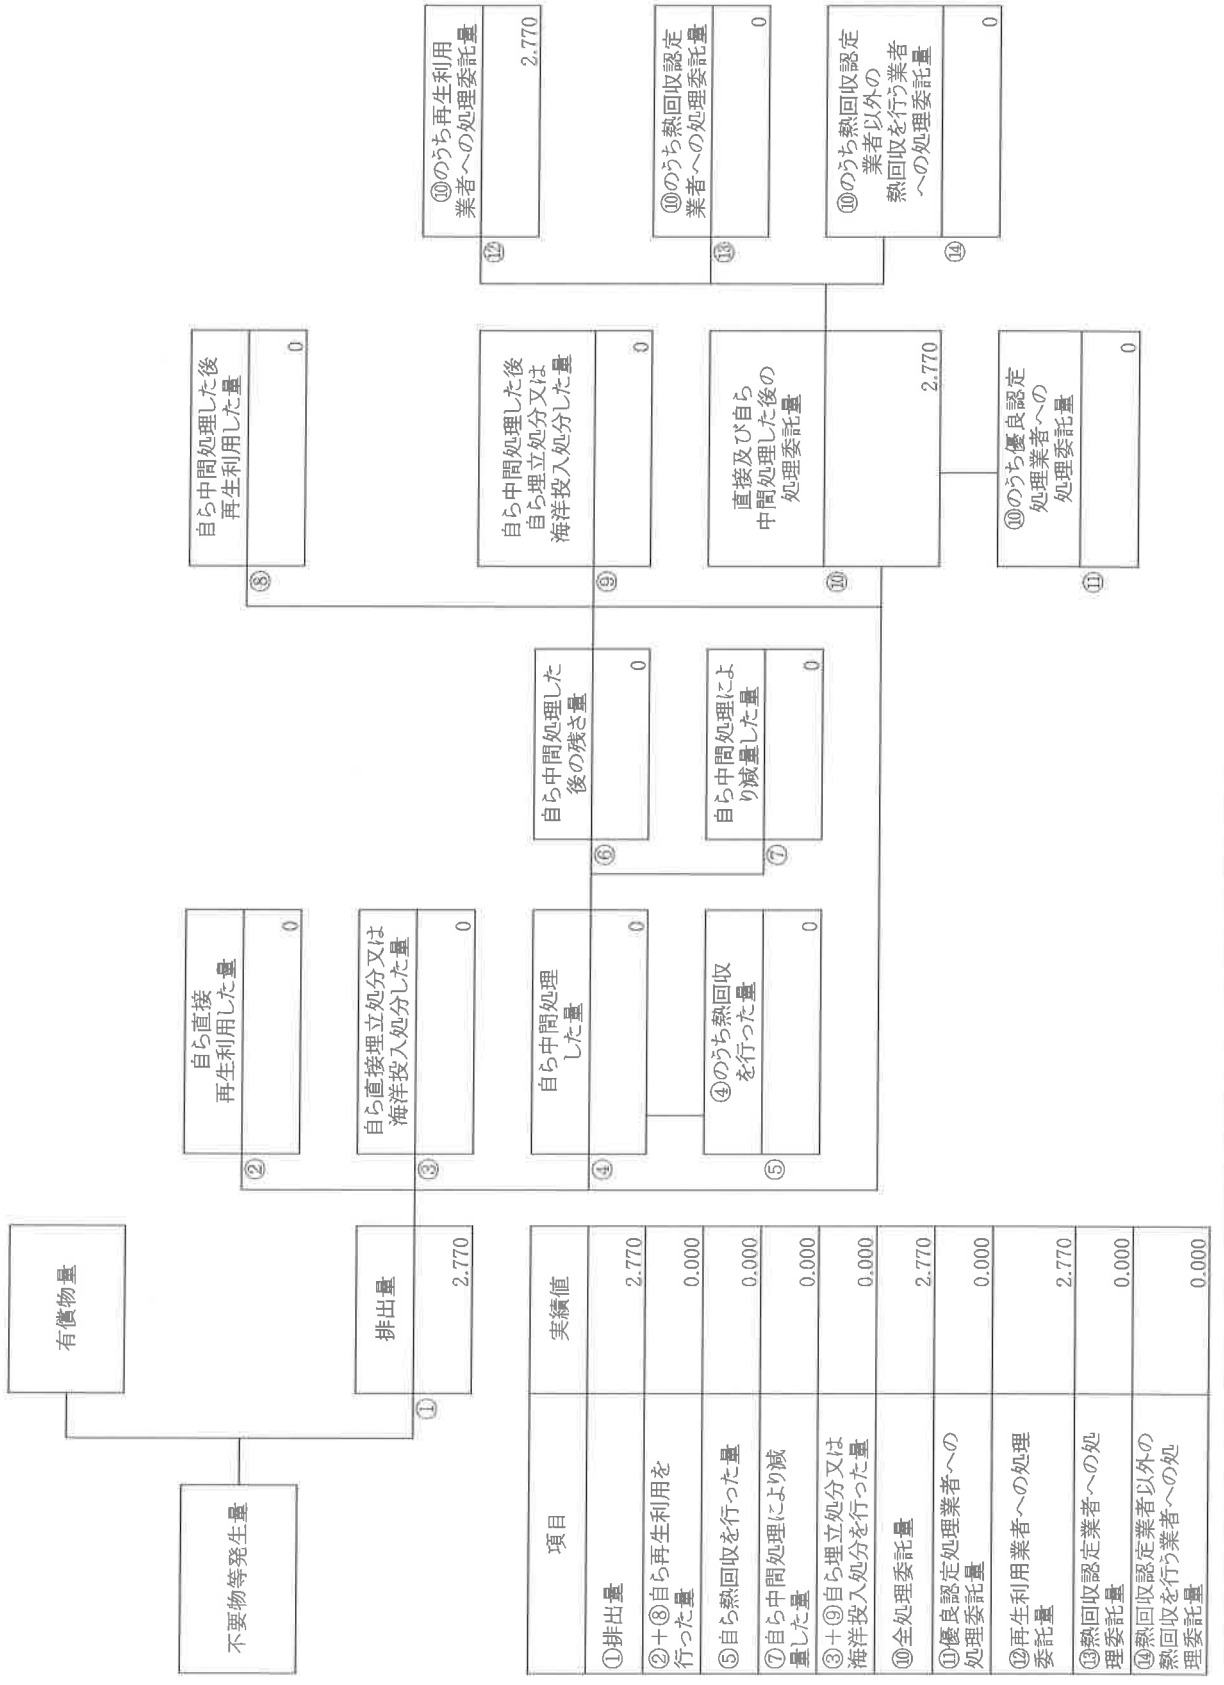 有償物量
不要物等発生量
①
排出量
2.770
②
自ら直接
再生利用した量
0
③
自ら直接埋立処分又は
海洋投入処分した量
0
④
自ら中間処理
した量
0
⑤
④のうち熱回収
を行った量
0
⑥
自ら中間処理した
後の残さ量
0
⑦
自ら中間処理によ
り減量した量
0
⑧
自ら中間処理した後
再生利用した量
0
⑨
自ら中間処理した後
自ら埋立処分又は
海洋投入処分した量
0
⑩
直接及び自ら
中間処理した後の
処理委託量
2.770
⑪
⑩のうち優良認定
処理業者への
処理委託量
0
⑫
⑩のうち再生利用
業者への処理委託量
2.770
⑬
⑩のうち熱回収認定
業者への処理委託量
0
⑭
⑩のうち熱回収認定
業者以外の
熱回収を行う業者
への処理委託量
0
項目 実績値
①排出量 2.770
②+⑧自ら再生利用を
行った量 0.000
⑤自ら熱回収を行った量 0.000
⑦自ら中間処理により減
量した量 0.000
③+⑨自ら埋立処分又は
海洋投入処分を行った量 0.000
⑩全処理委託量 2.770
⑪優良認定処理業者への
処理委託量 0.000
⑫再生利用業者への処理
委託量 2.770
⑬熱回収認定業者への処
理委託量 0.000
⑭熱回収認定業者以外の
熱回収を行う業者への処
理委託量 0.000